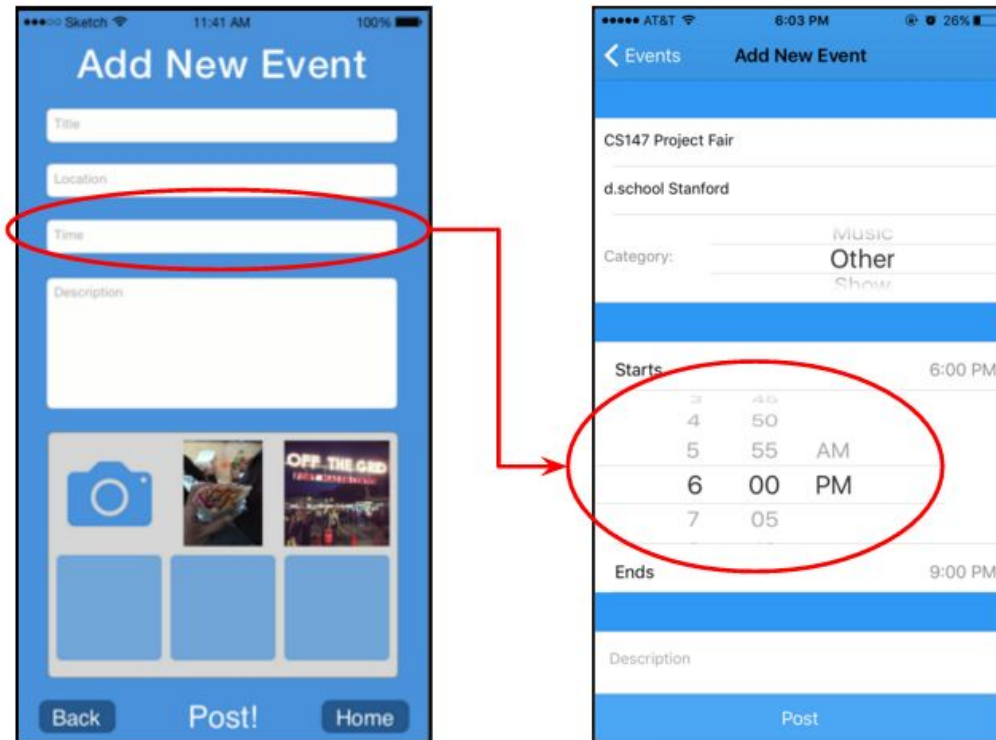 Sketch 11:41 AM 100%
Add New Event
Title
Location
Time
Description
OFF THE GRID
Back Post! Home
AT&T 6:03 PM 26%
Events Add New Event
CS147 Project Fair
d.school Stanford
Music
Category: Other
Show
Starts 6:00 PM
3 45
4 50
5 55 AM
6 00 PM
7 05
Ends 9:00 PM
Description
Post